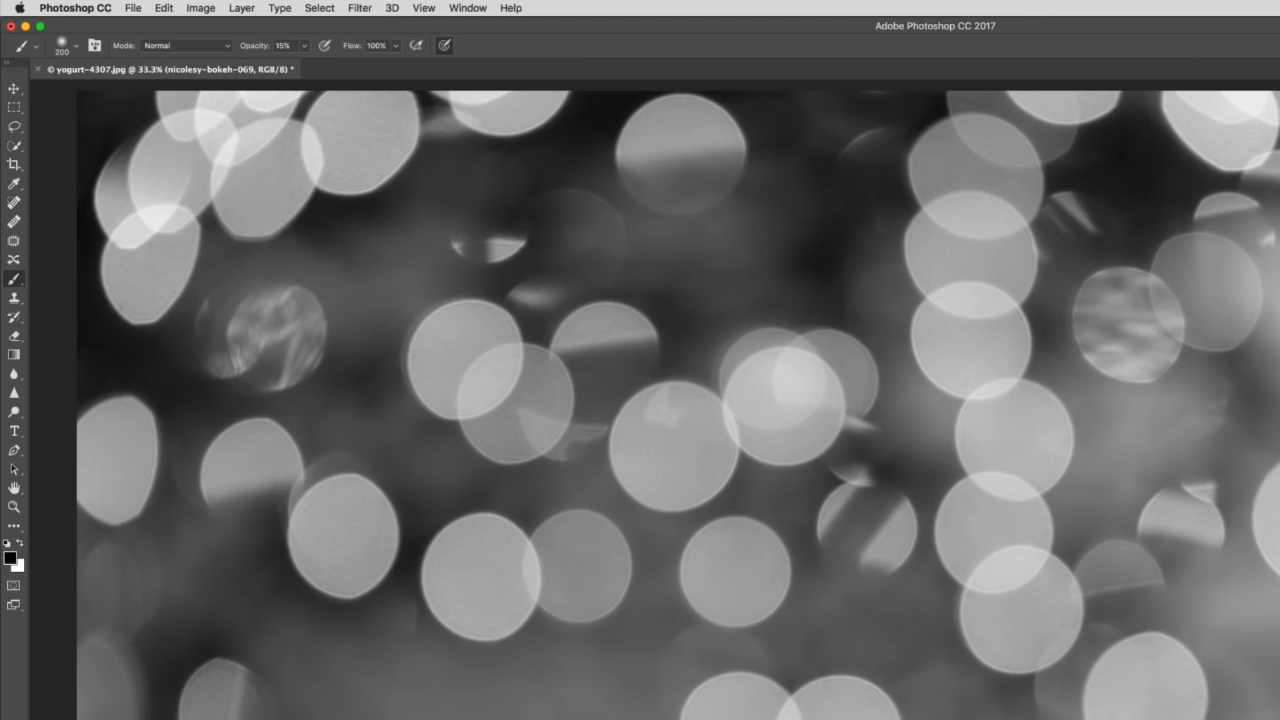 Photoshop CC File Edit Image Layer Type Select Filter 3D View Window Help
Adobe Photoshop CC 2017
200 Mode: Normal Opacity: 15% Flow: 100%
× © yogurt-4307.jpg @ 33.3% (nicolesy-bokeh-069, RGB/8) *
T